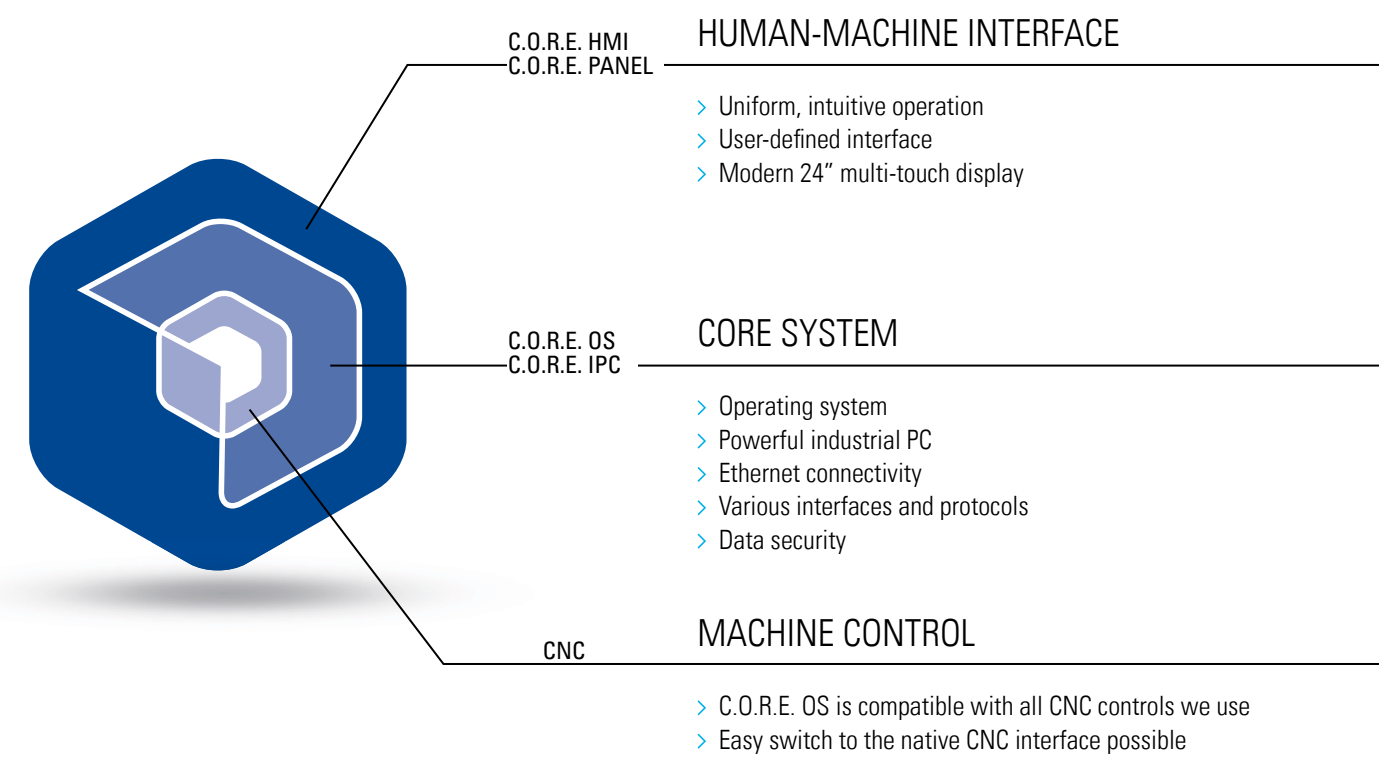 C.O.R.E. HMI
C.O.R.E. PANEL
HUMAN-MACHINE INTERFACE
> Uniform, intuitive operation
> User-defined interface
> Modern 24” multi-touch display
C.O.R.E. OS
C.O.R.E. IPC
CORE SYSTEM
> Operating system
> Powerful industrial PC
> Ethernet connectivity
> Various interfaces and protocols
> Data security
CNC
MACHINE CONTROL
> C.O.R.E. OS is compatible with all CNC controls we use
> Easy switch to the native CNC interface possible